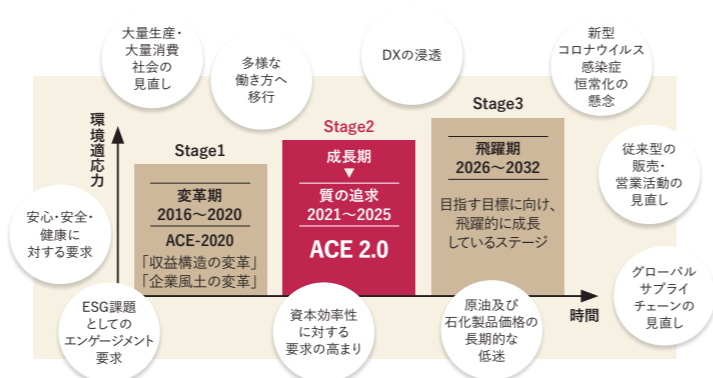 大量生産・
大量消費
社会の
見直し
多様な
働き方へ
移行
DXの浸透
新型
コロナウイルス
感染症
恒常化の
懸念
従来型の
販売・
営業活動の
見直し
グローバル
サプライ
チェーンの
見直し
安心・安全・
健康に
対する要求
ESG課題
としての
エンゲージメント
要求
資本効率性
に対する
要求の高まり
原油及び
石化製品価格の
長期的な
低迷
環境適応力
時間
Stage1
変革期
2016〜2020
ACE-2020
「収益構造の変革」
「企業風土の変革」
Stage2
成長期
▼
質の追求
2021〜2025
ACE 2.0
Stage3
飛躍期
2026〜2032
目指す目標に向け、
飛躍的に成長
しているステージ